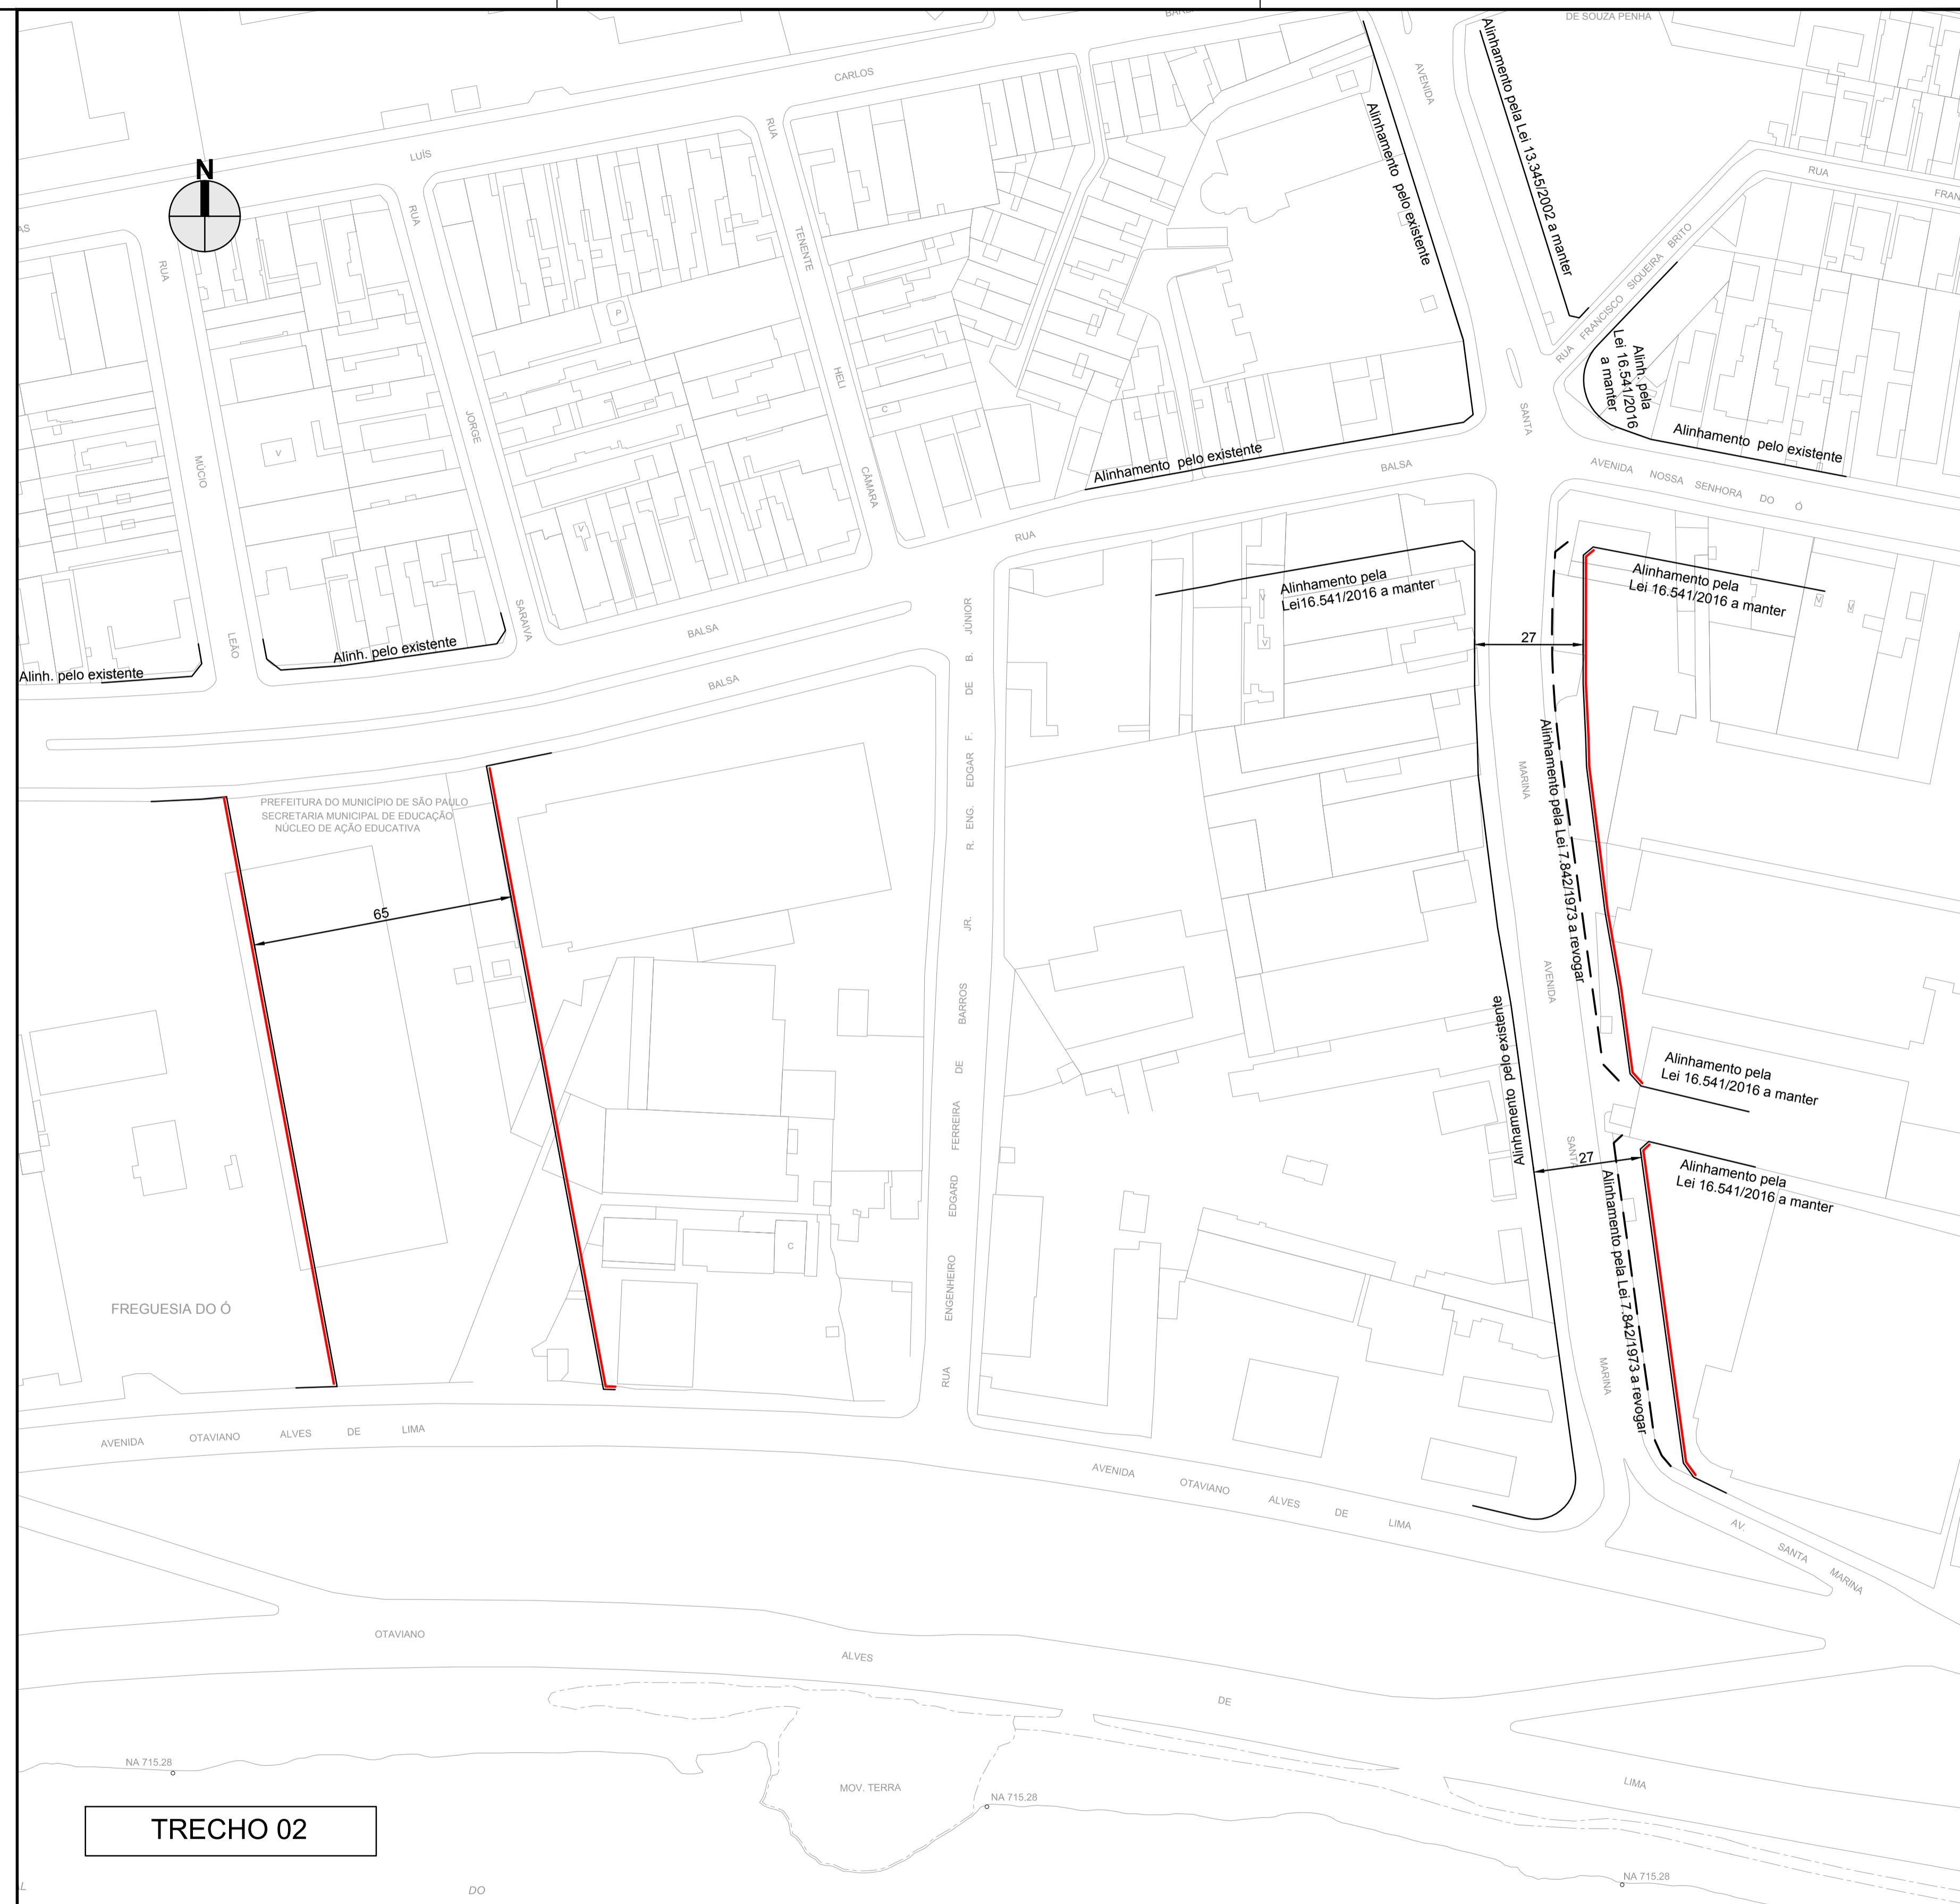 DE SOUZA PENHA
CARLOS
LUÍS
N
RUA
MÚCIO
LEÃO
RUA
JORGE
SARAIVA
RUA
TENENTE
HELI
CÂMARA
P
V
V
C
AVENIDA
SANTA
Alinhamento pelo existente
Alinhamento pela Lei 13.345/2002 a manter
RUA
FRAN
RUA FRANCISCO SIQUEIRA BRITO
Alinh. pela
Lei 16.541/2016
a manter
Alinhamento pelo existente
Alinhamento pelo existente
RUA
BALSA
AVENIDA NOSSA SENHORA DO Ó
Alinh. pelo existente
Alinh. pelo existente
BALSA
BALSA
Alinhamento pela
Lei16.541/2016 a manter
V
V
27
Alinhamento pela
Lei 16.541/2016 a manter
PREFEITURA DO MUNICÍPIO DE SÃO PAULO
SECRETARIA MUNICIPAL DE EDUCAÇÃO
NÚCLEO DE AÇÃO EDUCATIVA
65
R. ENG. EDGAR F. DE B. JÚNIOR
RUA ENGENHEIRO EDGARD FERREIRA DE BARROS JR.
MARINA
AVENIDA
SANTA
MARINA
Alinhamento pela Lei 7.842/1973 a revogar
Alinhamento pelo existente
Alinhamento pela
Lei 16.541/2016 a manter
27
Alinhamento pela
Lei 16.541/2016 a manter
Alinhamento pela Lei 7.842/1973 a revogar
C
FREGUESIA DO Ó
AVENIDA OTAVIANO ALVES DE LIMA
AVENIDA OTAVIANO ALVES DE LIMA
AV. SANTA MARINA
OTAVIANO ALVES DE LIMA
NA 715.28
MOV. TERRA
NA 715.28
NA 715.28
TRECHO 02
DO